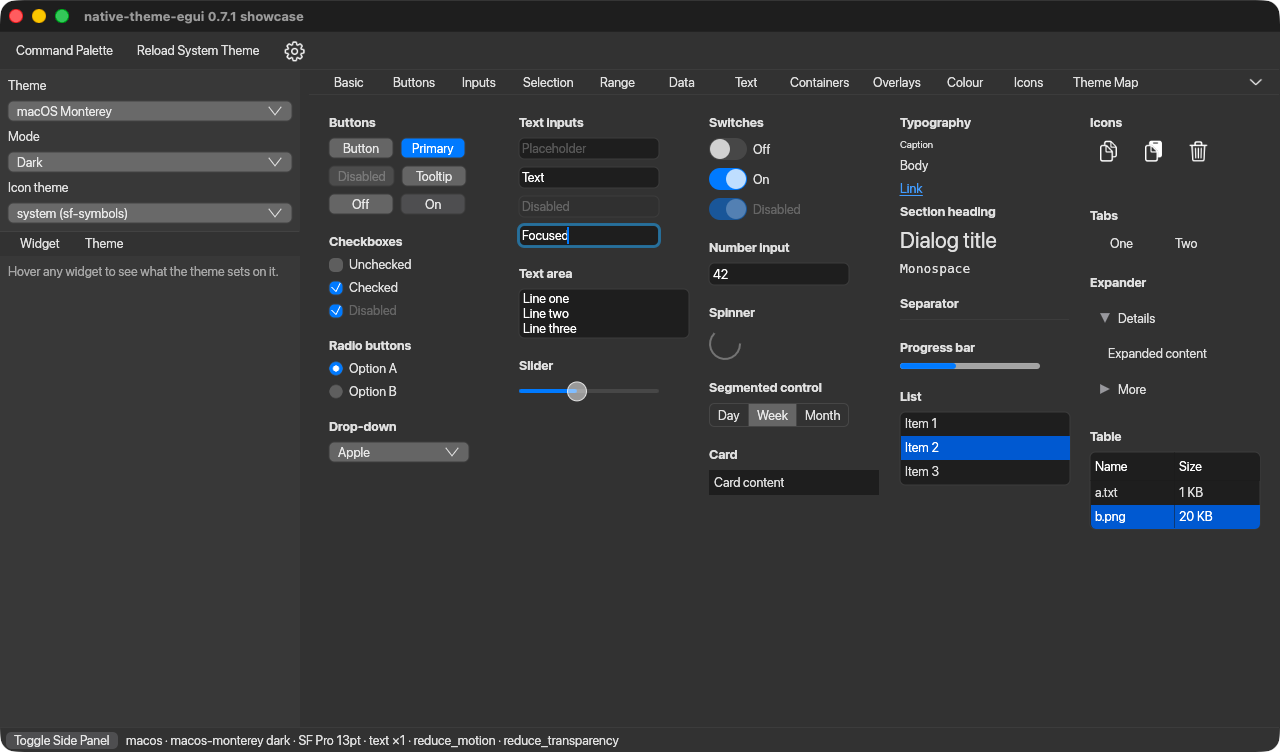 native-theme-egui 0.7.1 showcase
Command Palette Reload System Theme
Theme
macOS Monterey
Mode
Dark
Icon theme
system (sf-symbols)
Widget Theme
Hover any widget to see what the theme sets on it.
Basic Buttons Inputs Selection Range Data Text Containers Overlays Colour Icons Theme Map
Buttons
Button Primary
Disabled Tooltip
Off On
Checkboxes
Unchecked
Checked
Disabled
Radio buttons
Option A
Option B
Drop-down
Apple
Text inputs
Placeholder
Text
Disabled
Focused
Text area
Line one
Line two
Line three
Slider
Switches
Off
On
Disabled
Number input
42
Spinner
Segmented control
Day Week Month
Card
Card content
Typography
Caption
Body
Link
Section heading
Dialog title
Monospace
Separator
Progress bar
List
Item 1
Item 2
Item 3
Icons
Tabs
One Two
Expander
Details
Expanded content
More
Table
Name Size
a.txt 1 KB
b.png 20 KB
Toggle Side Panel macos · macos-monterey dark · SF Pro 13pt · text ×1 · reduce_motion · reduce_transparency